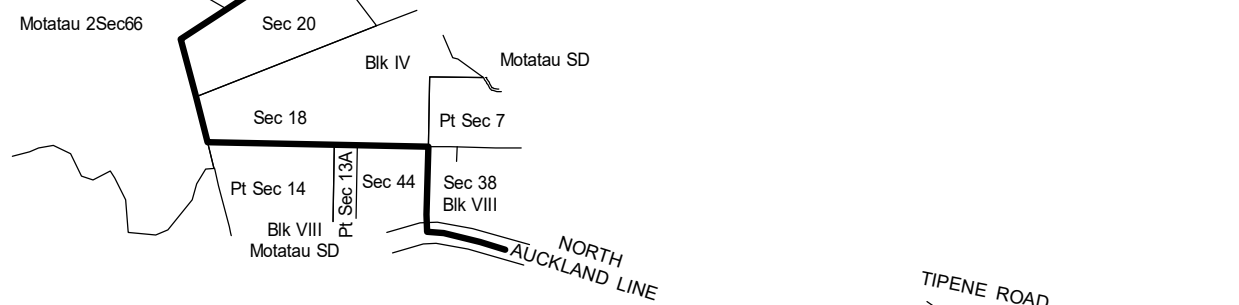 Motatau 2Sec66
Sec 20
Blk IV
Motatau SD
Sec 18
Pt Sec 7
Pt Sec 14
Pt Sec 13A
Sec 44
Sec 38
Blk VIII
Blk VIII
Motatau SD
NORTH
AUCKLAND LINE
TIPENE ROAD